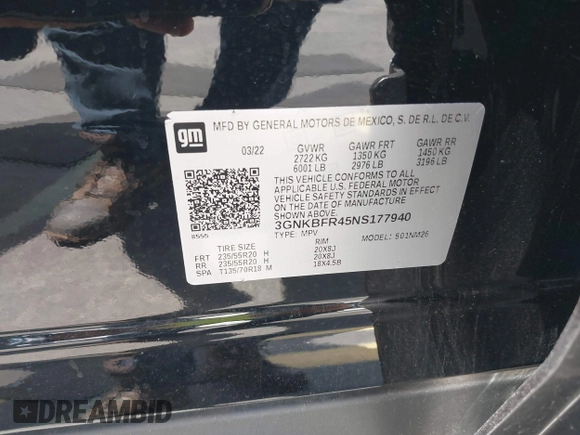 gm
MFD BY GENERAL MOTORS DE MEXICO, S. DE R.L. DE C.V.
03/22 GVWR GAWR FRT GAWR RR
2722 KG 1350 KG 1450 KG
6001 LB 2976 LB 3196 LB
THIS VEHICLE CONFORMS TO ALL
APPLICABLE U.S. FEDERAL MOTOR
VEHICLE SAFETY STANDARDS IN EFFECT
ON THE DATE OF MANUFACTURE SHOWN ABOVE.
3GNKBFR45NS177940
TYPE: MPV MODEL: 601NM26
TIRE SIZE RIM
FRT 235/55R20 H 20X8J
RR 235/55R20 H 20X8J
SPA T135/70R18 M 18X4.5B
DREAMBID